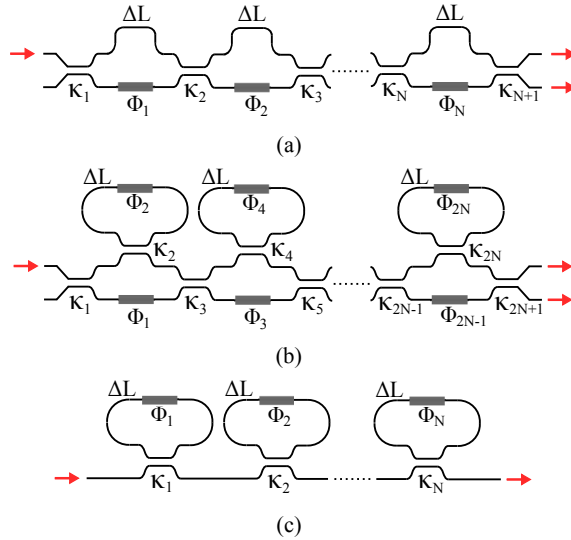 ΔL ΔL ΔL
κ1 Φ1 κ2 Φ2 κ3 κN ΦN κN+1
(a)
ΔL Φ2 ΔL Φ4 ΔL Φ2N
κ2 κ4 κ2N
κ1 Φ1 κ3 Φ3 κ5 κ2N-1 Φ2N-1 κ2N+1
(b)
ΔL Φ1 ΔL Φ2 ΔL ΦN
κ1 κ2 κN
(c)